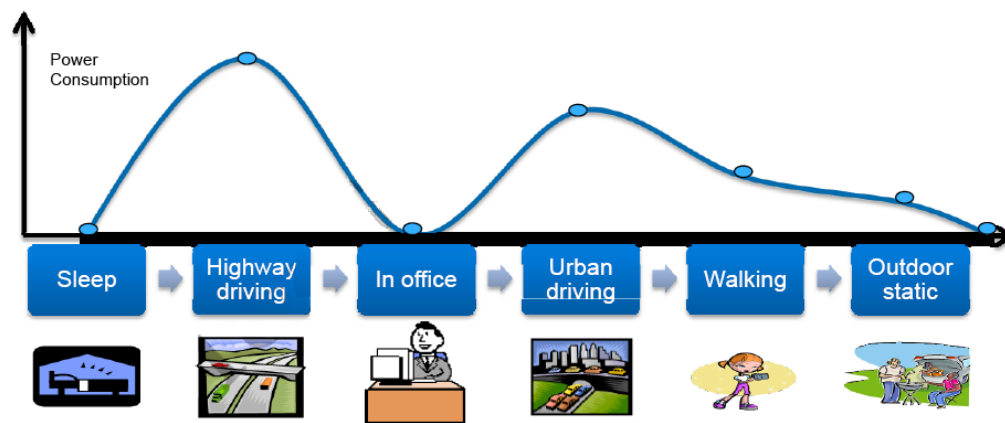 Power
Consumption
Sleep
Highway
driving
In office
Urban
driving
Walking
Outdoor
static